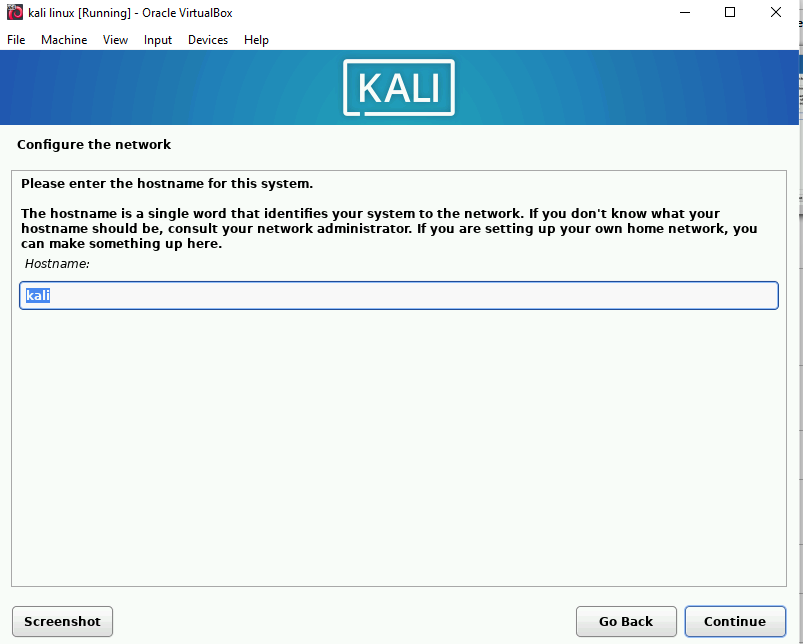 kali linux [Running] - Oracle VirtualBox
File Machine View Input Devices Help
KALI
Configure the network
Please enter the hostname for this system.
The hostname is a single word that identifies your system to the network. If you don't know what your
hostname should be, consult your network administrator. If you are setting up your own home network, you
can make something up here.
Hostname:
kali
Screenshot Go Back Continue